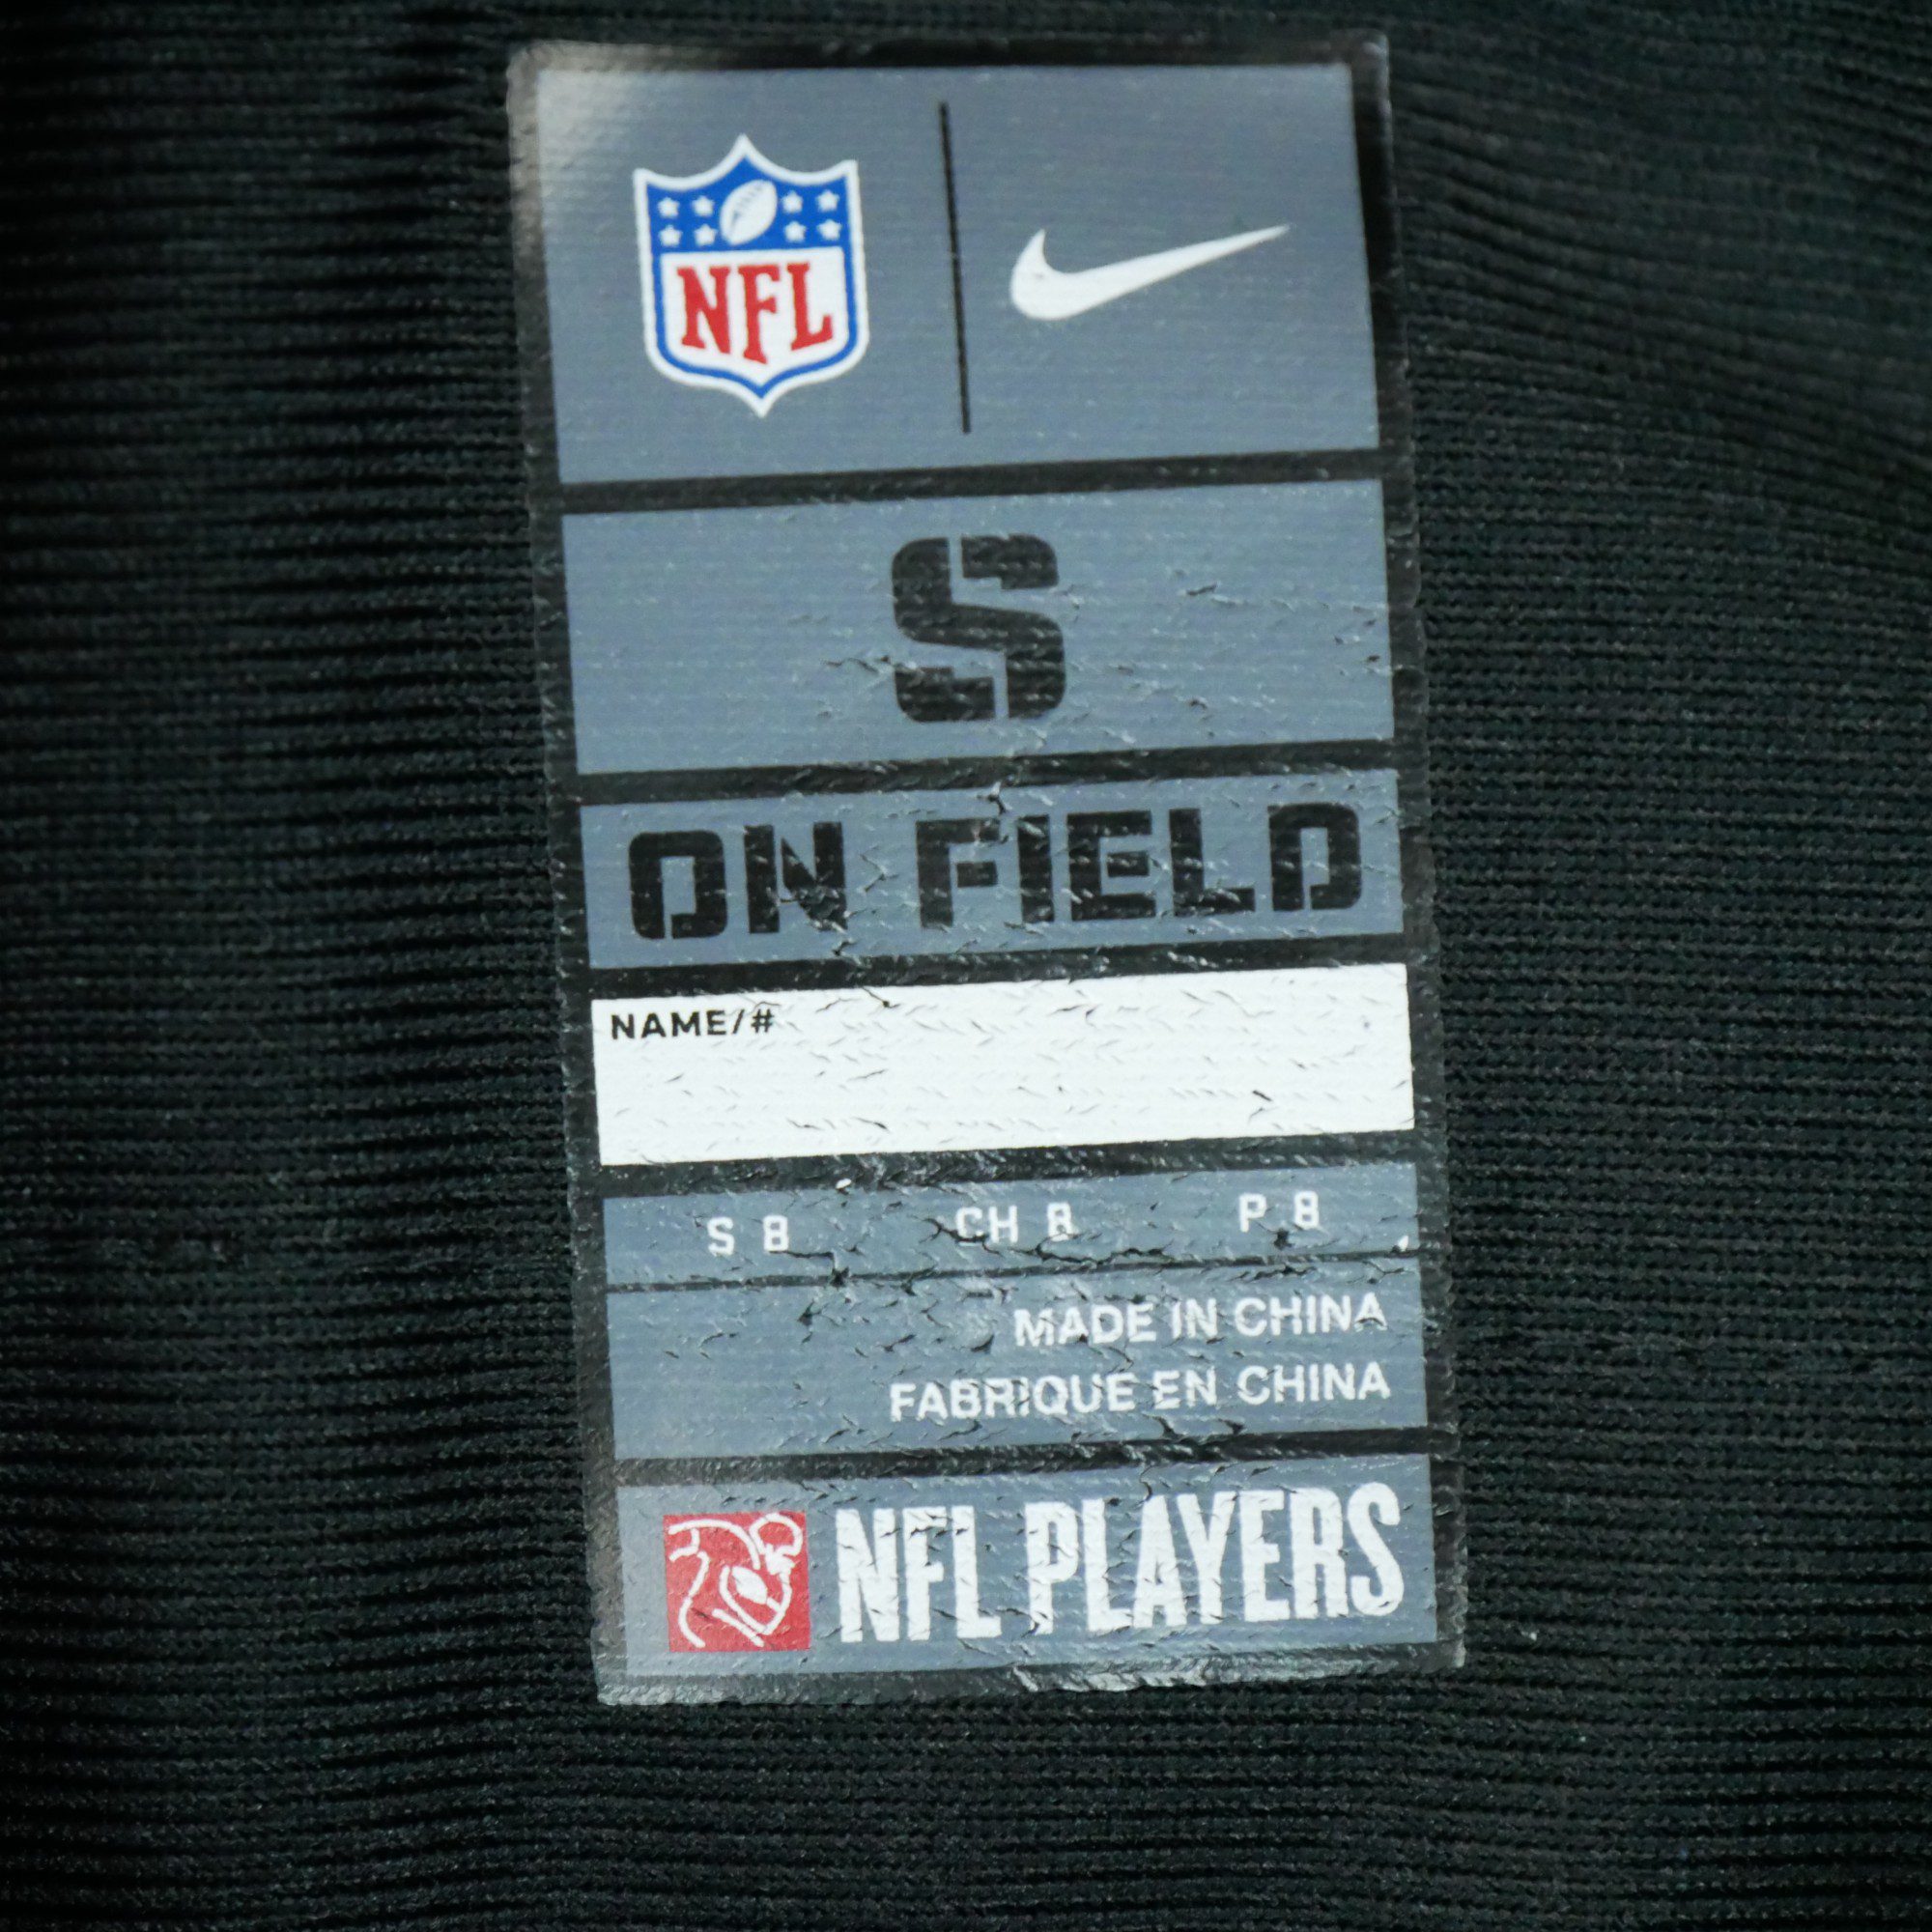 NFL
S
ON FIELD
NAME/#
S 8 CH 8 P 8
MADE IN CHINA
FABRIQUE EN CHINA
NFL PLAYERS